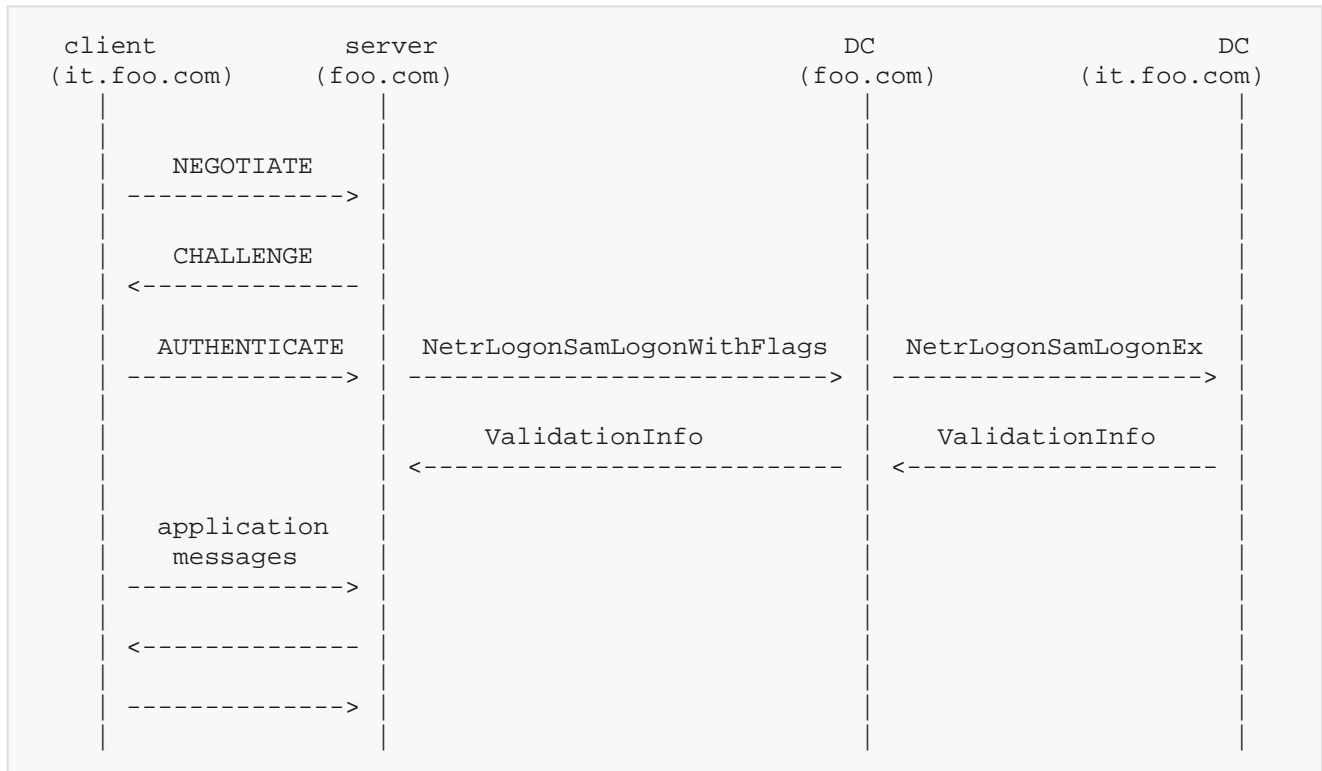 client server DC DC
(it.foo.com) (foo.com) (foo.com) (it.foo.com)
NEGOTIATE
-------------->
CHALLENGE
<--------------
AUTHENTICATE NetrLogonSamLogonWithFlags NetrLogonSamLogonEx
--------------> ---------------------------> -------------------->
ValidationInfo ValidationInfo
<--------------------------- <--------------------
application
messages
-------------->
<--------------
-------------->